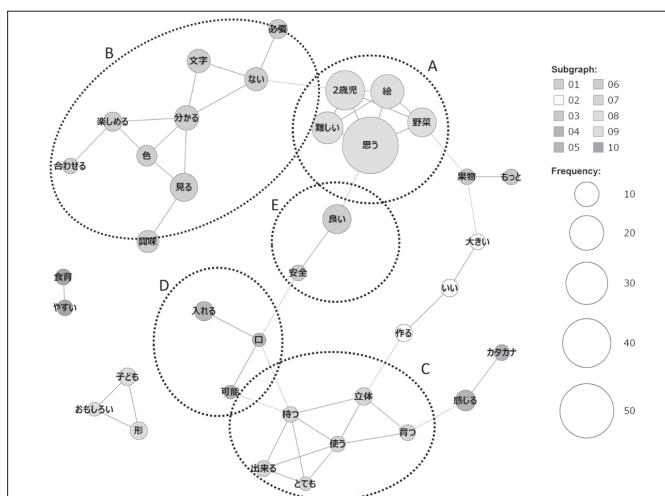 必要
B
文字
ない
A
2歳児
絵
難しい
野菜
思う
楽しめる
分かる
色
合わせる
見る
興味
果物
もっと
E
良い
大きい
安全
いい
食育
やすい
D
入れる
口
可能
作る
カタカナ
C
子ども
おもしろい
形
持つ
立体
感じる
使う
育つ
出来る
とても
Subgraph:
01 06
02 07
03 08
04 09
05 10
Frequency:
10
20
30
40
50